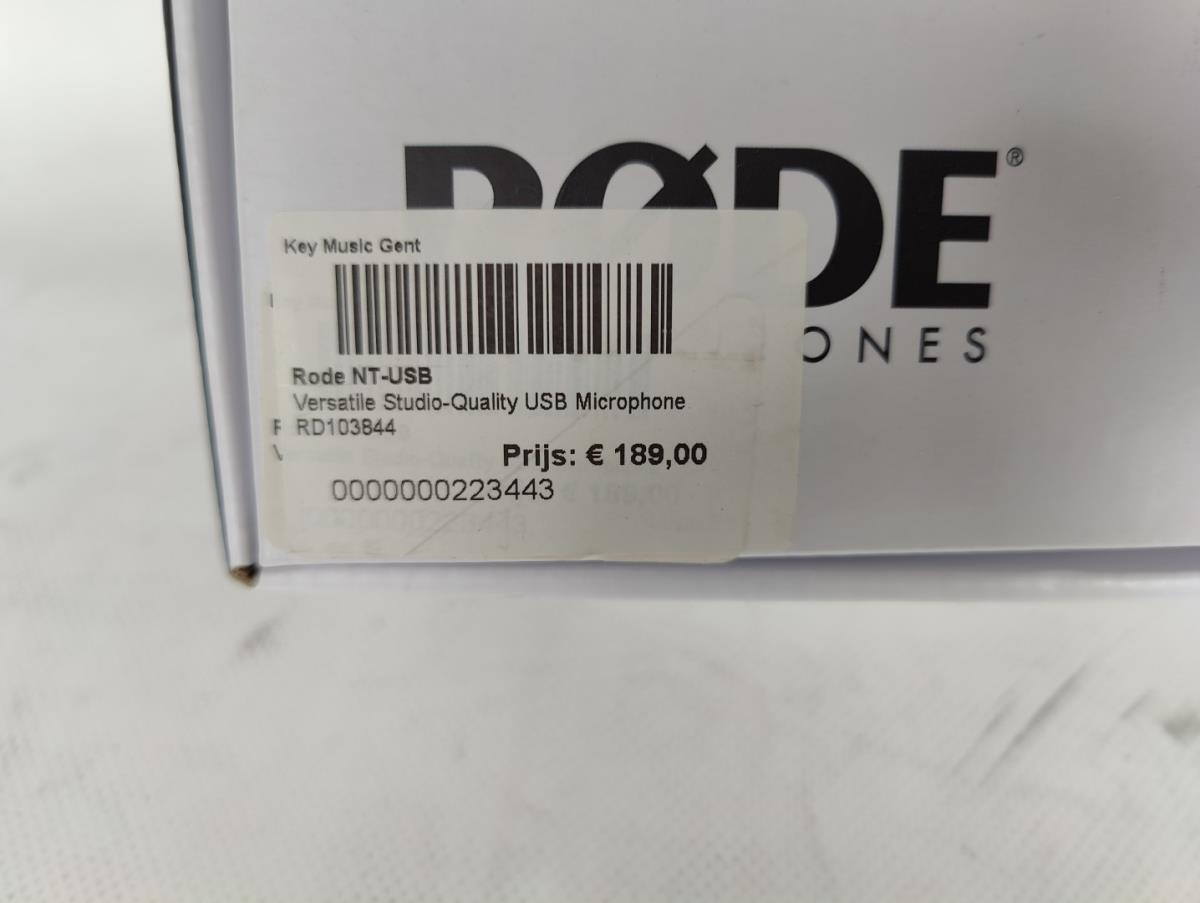 RØDE®
ONES
Key Music Gent
Rode NT-USB
Versatile Studio-Quality USB Microphone
RD103844
Prijs: € 189,00
0000000223443